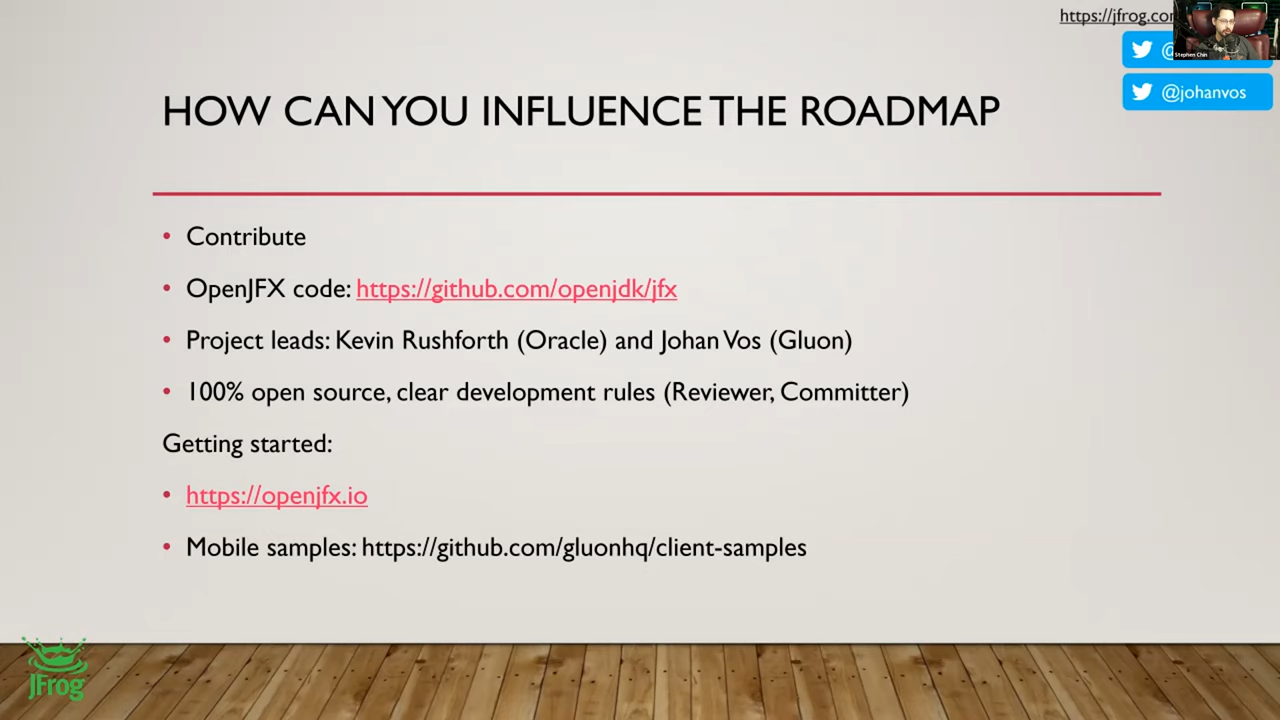 https://jfrog.co
Stephen Chin
@
@johanvos
HOW CAN YOU INFLUENCE THE ROADMAP
• Contribute
• OpenJFX code: https://github.com/openjdk/jfx
• Project leads: Kevin Rushforth (Oracle) and Johan Vos (Gluon)
• 100% open source, clear development rules (Reviewer, Committer)
Getting started:
• https://openjfx.io
• Mobile samples: https://github.com/gluonhq/client-samples
JFrog